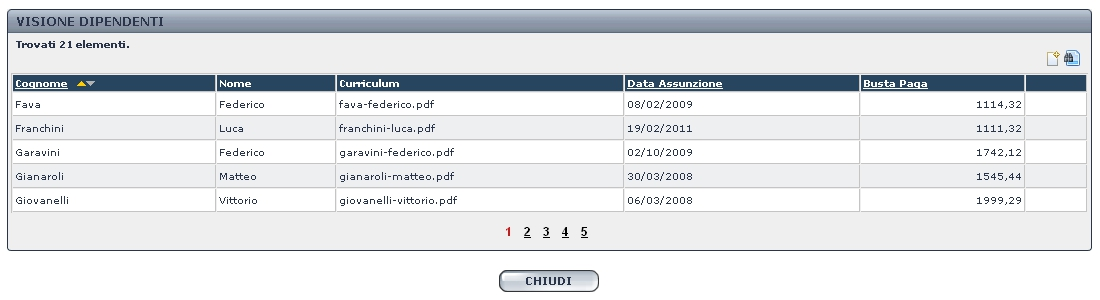 VISIONE DIPENDENTI
Trovati 21 elementi.
Cognome Nome Curriculum Data Assunzione Busta Paga
Fava Federico fava-federico.pdf 08/02/2009 1114,32
Franchini Luca franchini-luca.pdf 19/02/2011 1111,32
Garavini Federico garavini-federico.pdf 02/10/2009 1742,12
Gianaroli Matteo gianaroli-matteo.pdf 30/03/2008 1545,44
Giovanelli Vittorio giovanelli-vittorio.pdf 06/03/2008 1999,29
1 2 3 4 5
CHIUDI